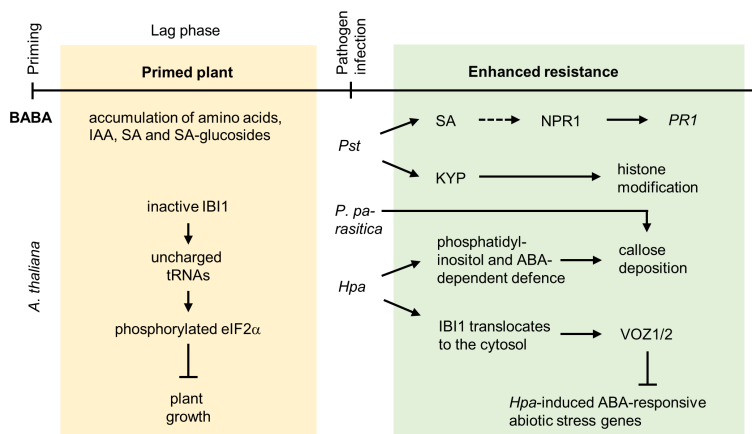 Priming
Lag phase
Pathogen
infection
Primed plant
Enhanced resistance
BABA
accumulation of amino acids,
IAA, SA and SA-glucosides
A. thaliana
inactive IBI1
uncharged
tRNAs
phosphorylated eIF2α
plant
growth
Pst
SA
NPR1
PR1
KYP
histone
modification
P. pa-
rasitica
Hpa
phosphatidyl-
inositol and ABA-
dependent defence
callose
deposition
IBI1 translocates
to the cytosol
VOZ1/2
Hpa-induced ABA-responsive
abiotic stress genes